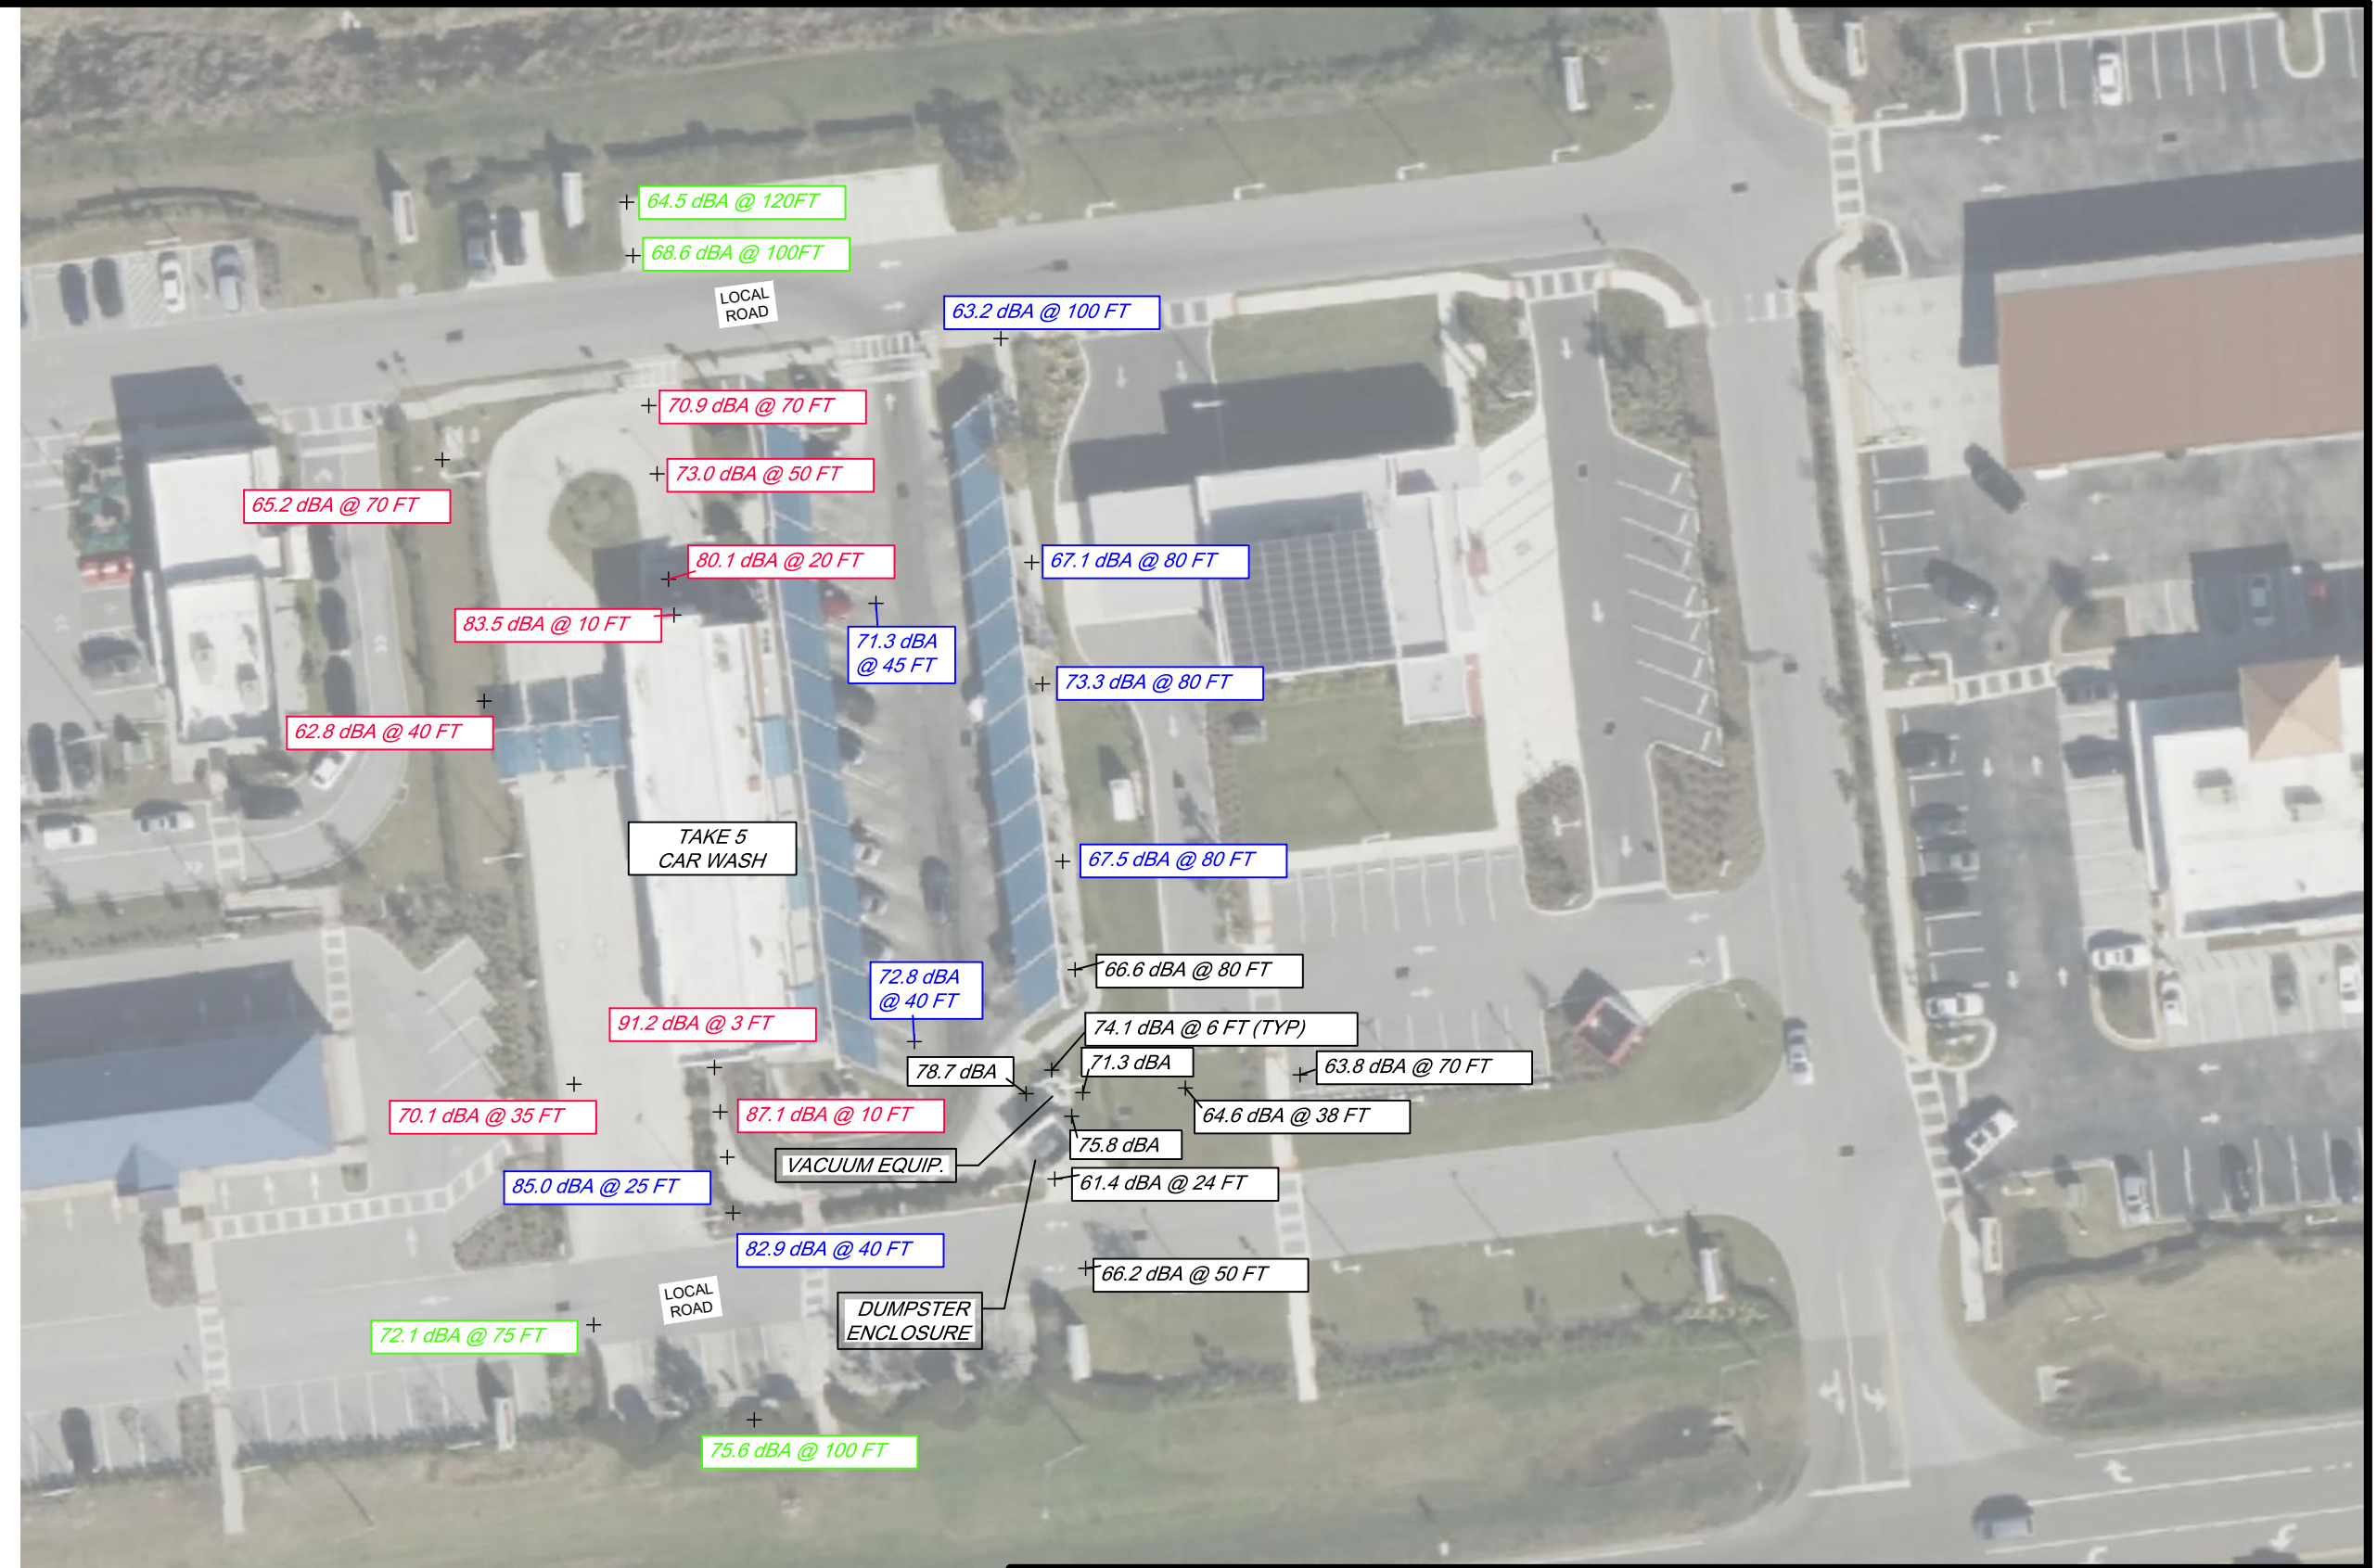 64.5 dBA @ 120FT
68.6 dBA @ 100FT
LOCAL
ROAD
63.2 dBA @ 100 FT
70.9 dBA @ 70 FT
73.0 dBA @ 50 FT
65.2 dBA @ 70 FT
80.1 dBA @ 20 FT
67.1 dBA @ 80 FT
83.5 dBA @ 10 FT
71.3 dBA
@ 45 FT
73.3 dBA @ 80 FT
62.8 dBA @ 40 FT
TAKE 5
CAR WASH
67.5 dBA @ 80 FT
66.6 dBA @ 80 FT
72.8 dBA
@ 40 FT
91.2 dBA @ 3 FT
74.1 dBA @ 6 FT (TYP)
78.7 dBA
71.3 dBA
63.8 dBA @ 70 FT
70.1 dBA @ 35 FT
87.1 dBA @ 10 FT
64.6 dBA @ 38 FT
75.8 dBA
VACUUM EQUIP.
85.0 dBA @ 25 FT
61.4 dBA @ 24 FT
82.9 dBA @ 40 FT
66.2 dBA @ 50 FT
LOCAL
ROAD
DUMPSTER
ENCLOSURE
72.1 dBA @ 75 FT
75.6 dBA @ 100 FT